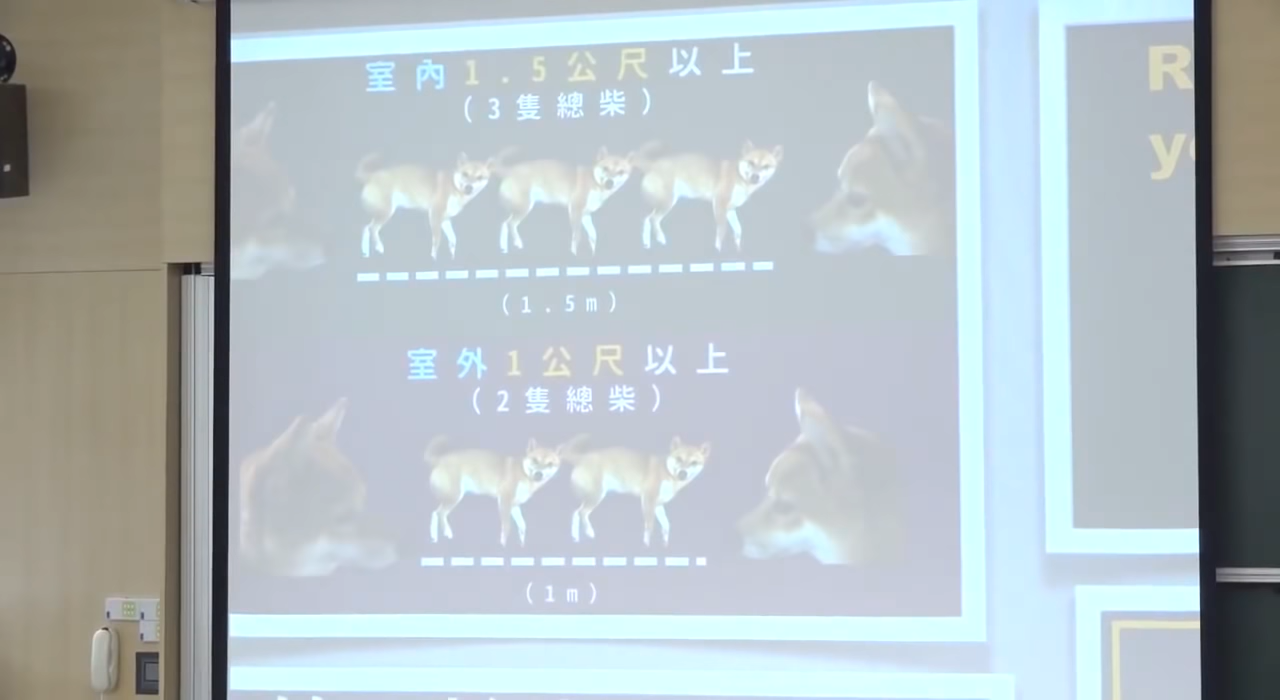 室內1.5公尺以上
(3隻總柴)
(1.5m)
室外1公尺以上
(2隻總柴)
(1m)
R
y